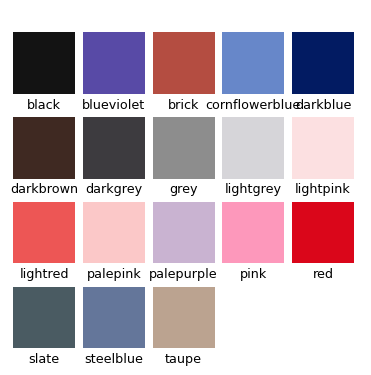 black blueviolet brick cornflowerblue darkblue
darkbrown darkgrey grey lightgrey lightpink
lightred palepink palepurple pink red
slate steelblue taupe